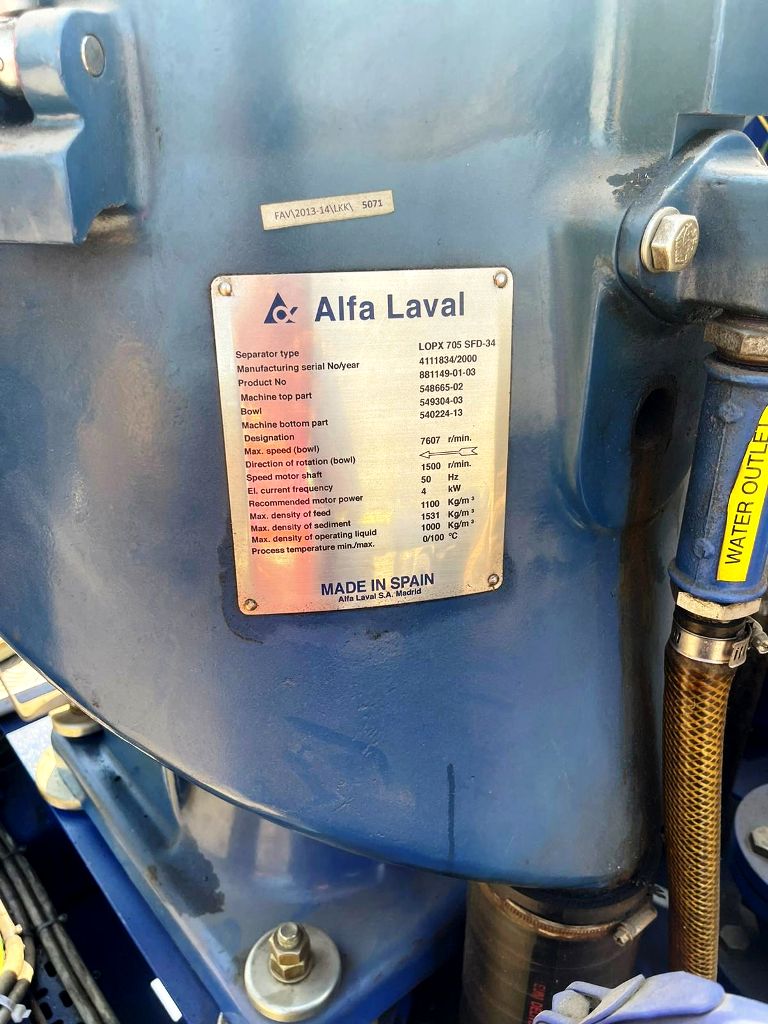 FAV\2013-14\LKK\ 5071
Alfa Laval
Separator type LOPX 705 SFD-34
Manufacturing serial No/year 4111834/2000
Product No 881149-01-03
Machine top part 548665-02
Bowl 549304-03
Machine bottom part 540224-13
Designation
Max. speed (bowl) 7607 r/min.
Direction of rotation (bowl)
Speed motor shaft 1500 r/min.
El. current frequency 50 Hz
Recommended motor power 4 kW
Max. density of feed 1100 Kg/m³
Max. density of sediment 1531 Kg/m³
Max. density of operating liquid 1000 Kg/m³
Process temperature min./max. 0/100 °C
MADE IN SPAIN
Alfa Laval S.A. Madrid
WATER OUTLET